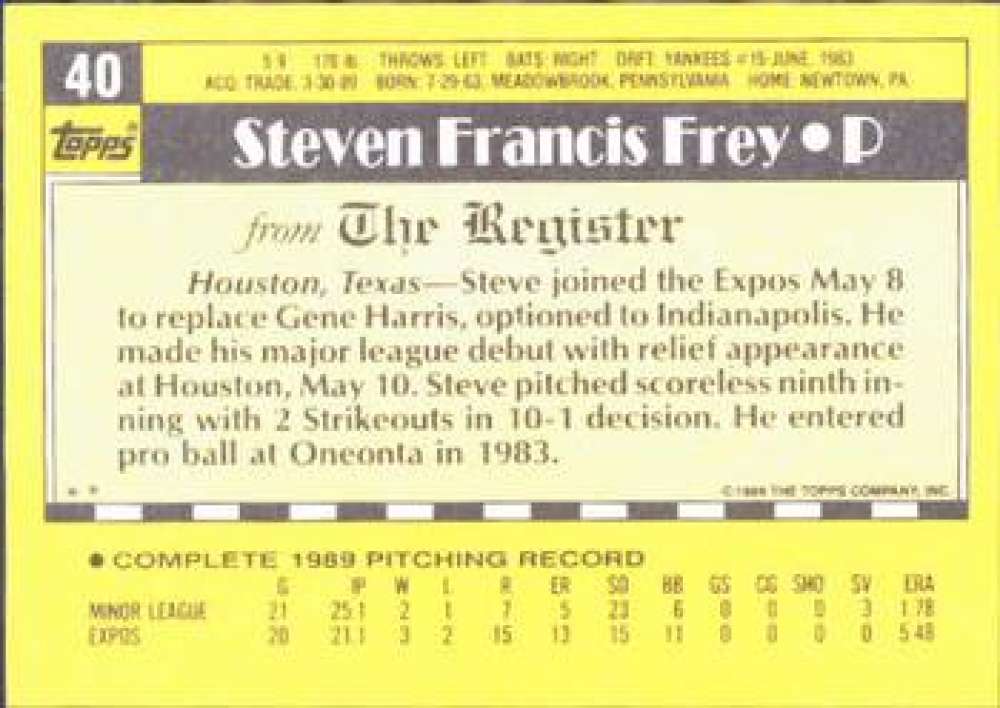 40
5'9" 170 lb. THROWS: LEFT BATS: RIGHT DRFT: YANKEES #15-JUNE, 1983
ACQ: TRADE, 3-30-89 BORN: 7-29-63, MEADOWBROOK, PENNSYLVANIA HOME: NEWTOWN, PA.
Topps®
Steven Francis Frey • P
from The Register
Houston, Texas—Steve joined the Expos May 8
to replace Gene Harris, optioned to Indianapolis. He
made his major league debut with relief appearance
at Houston, May 10. Steve pitched scoreless ninth in-
ning with 2 Strikeouts in 10-1 decision. He entered
pro ball at Oneonta in 1983.
* * © 1989 THE TOPPS COMPANY, INC.
• COMPLETE 1989 PITCHING RECORD
G IP W L R ER SO BB GS CG SHO SV ERA
MINOR LEAGUE 21 25.1 2 1 7 5 23 6 0 0 0 3 1.78
EXPOS 20 21.1 3 2 15 13 15 11 0 0 0 0 5.48